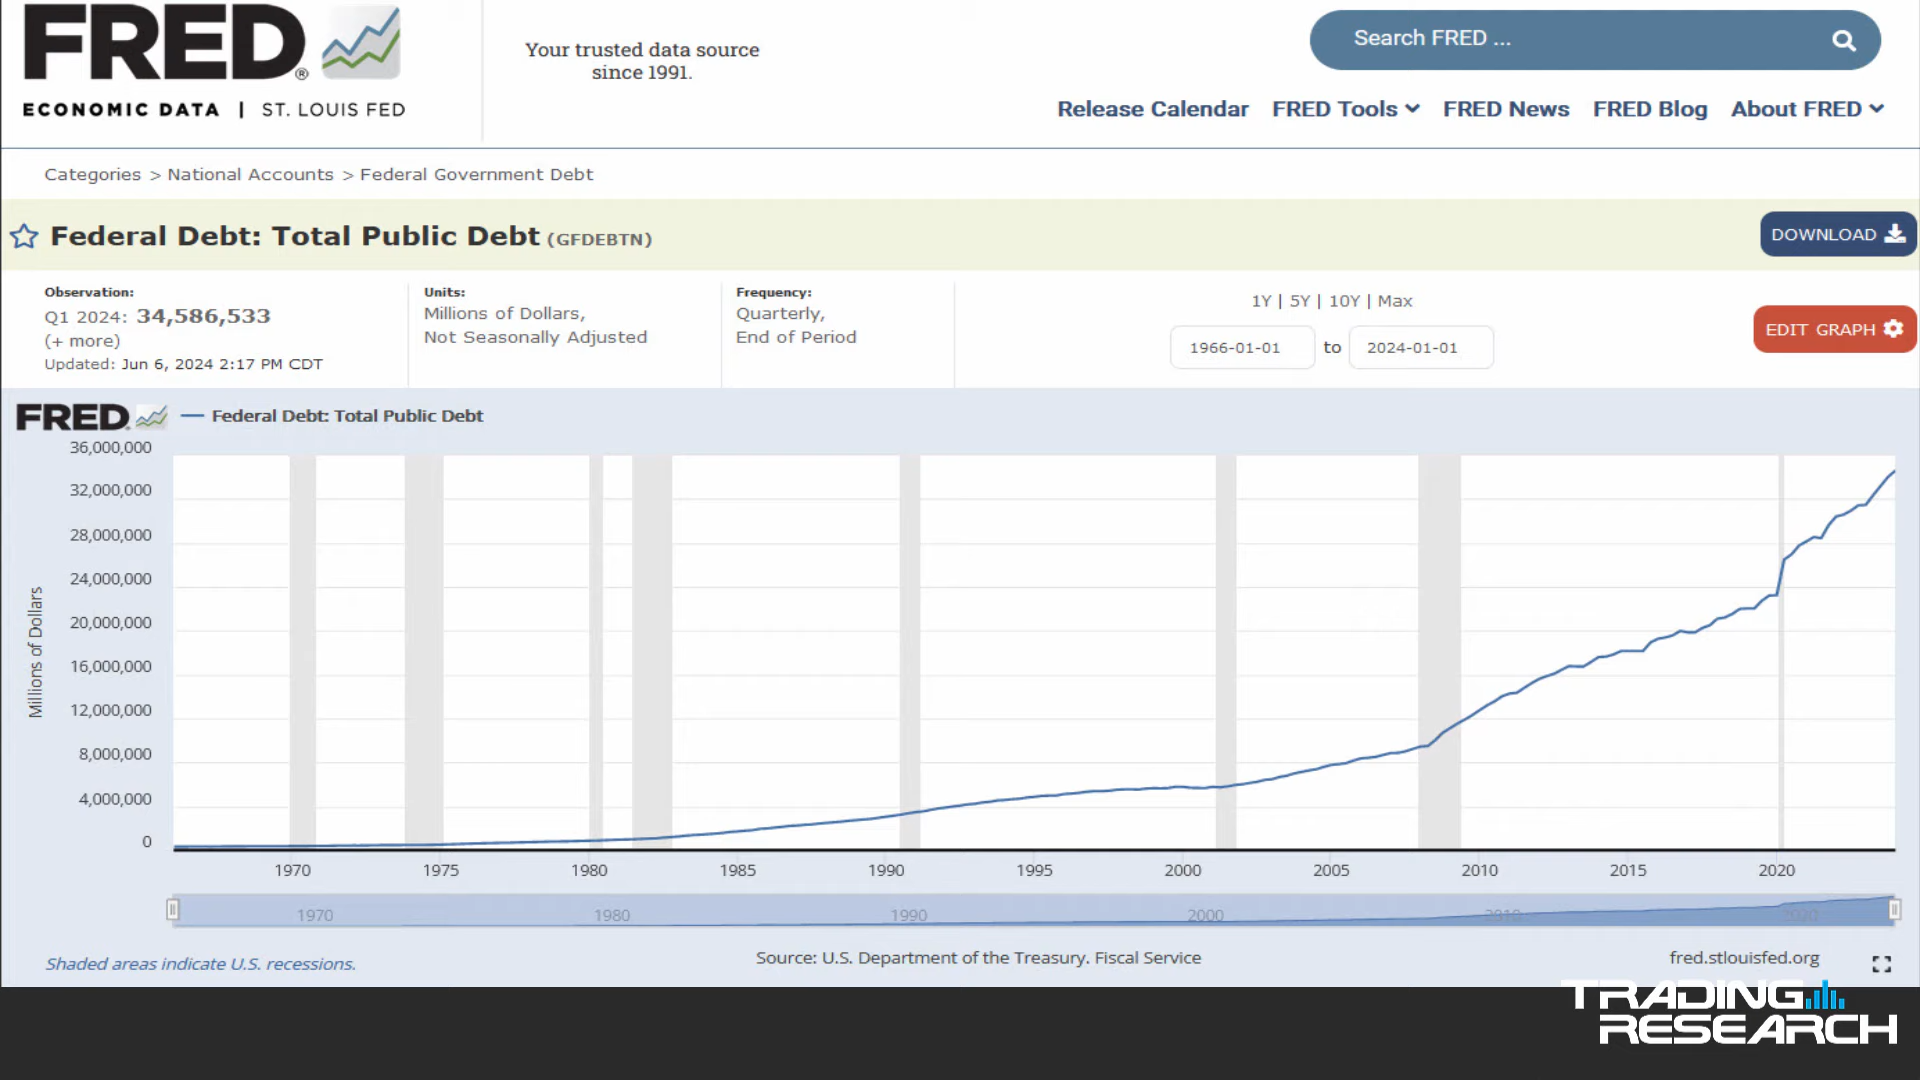 FRED®
ECONOMIC DATA | ST. LOUIS FED
Your trusted data source
since 1991.
Search FRED ...
Release Calendar FRED Tools FRED News FRED Blog About FRED
Categories > National Accounts > Federal Government Debt
Federal Debt: Total Public Debt (GFDEBTN)
DOWNLOAD
Observation:
Q1 2024: 34,586,533
(+ more)
Updated: Jun 6, 2024 2:17 PM CDT
Units:
Millions of Dollars,
Not Seasonally Adjusted
Frequency:
Quarterly,
End of Period
1Y | 5Y | 10Y | Max
1966-01-01 to 2024-01-01
EDIT GRAPH
FRED Federal Debt: Total Public Debt
36,000,000
32,000,000
28,000,000
24,000,000
20,000,000
16,000,000
12,000,000
8,000,000
4,000,000
0
Millions of Dollars
1970 1975 1980 1985 1990 1995 2000 2005 2010 2015 2020
1970 1980 1990 2000 2010 2020
Shaded areas indicate U.S. recessions.
Source: U.S. Department of the Treasury. Fiscal Service
fred.stlouisfed.org
TRADING
RESEARCH